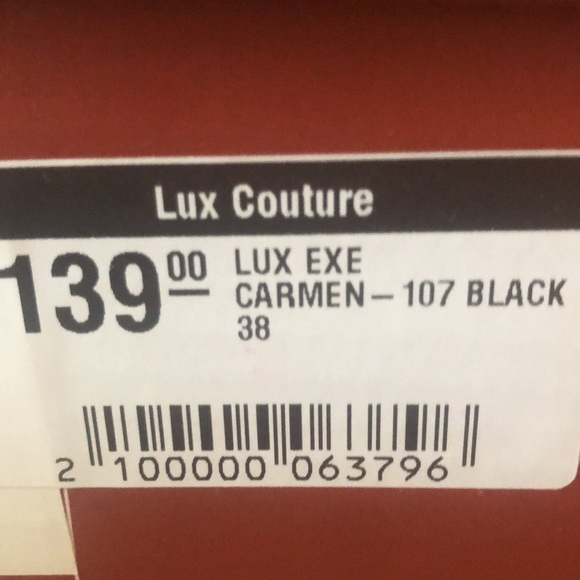 Lux Couture
139 00
LUX EXE
CARMEN – 107 BLACK
38
2 100000 063796